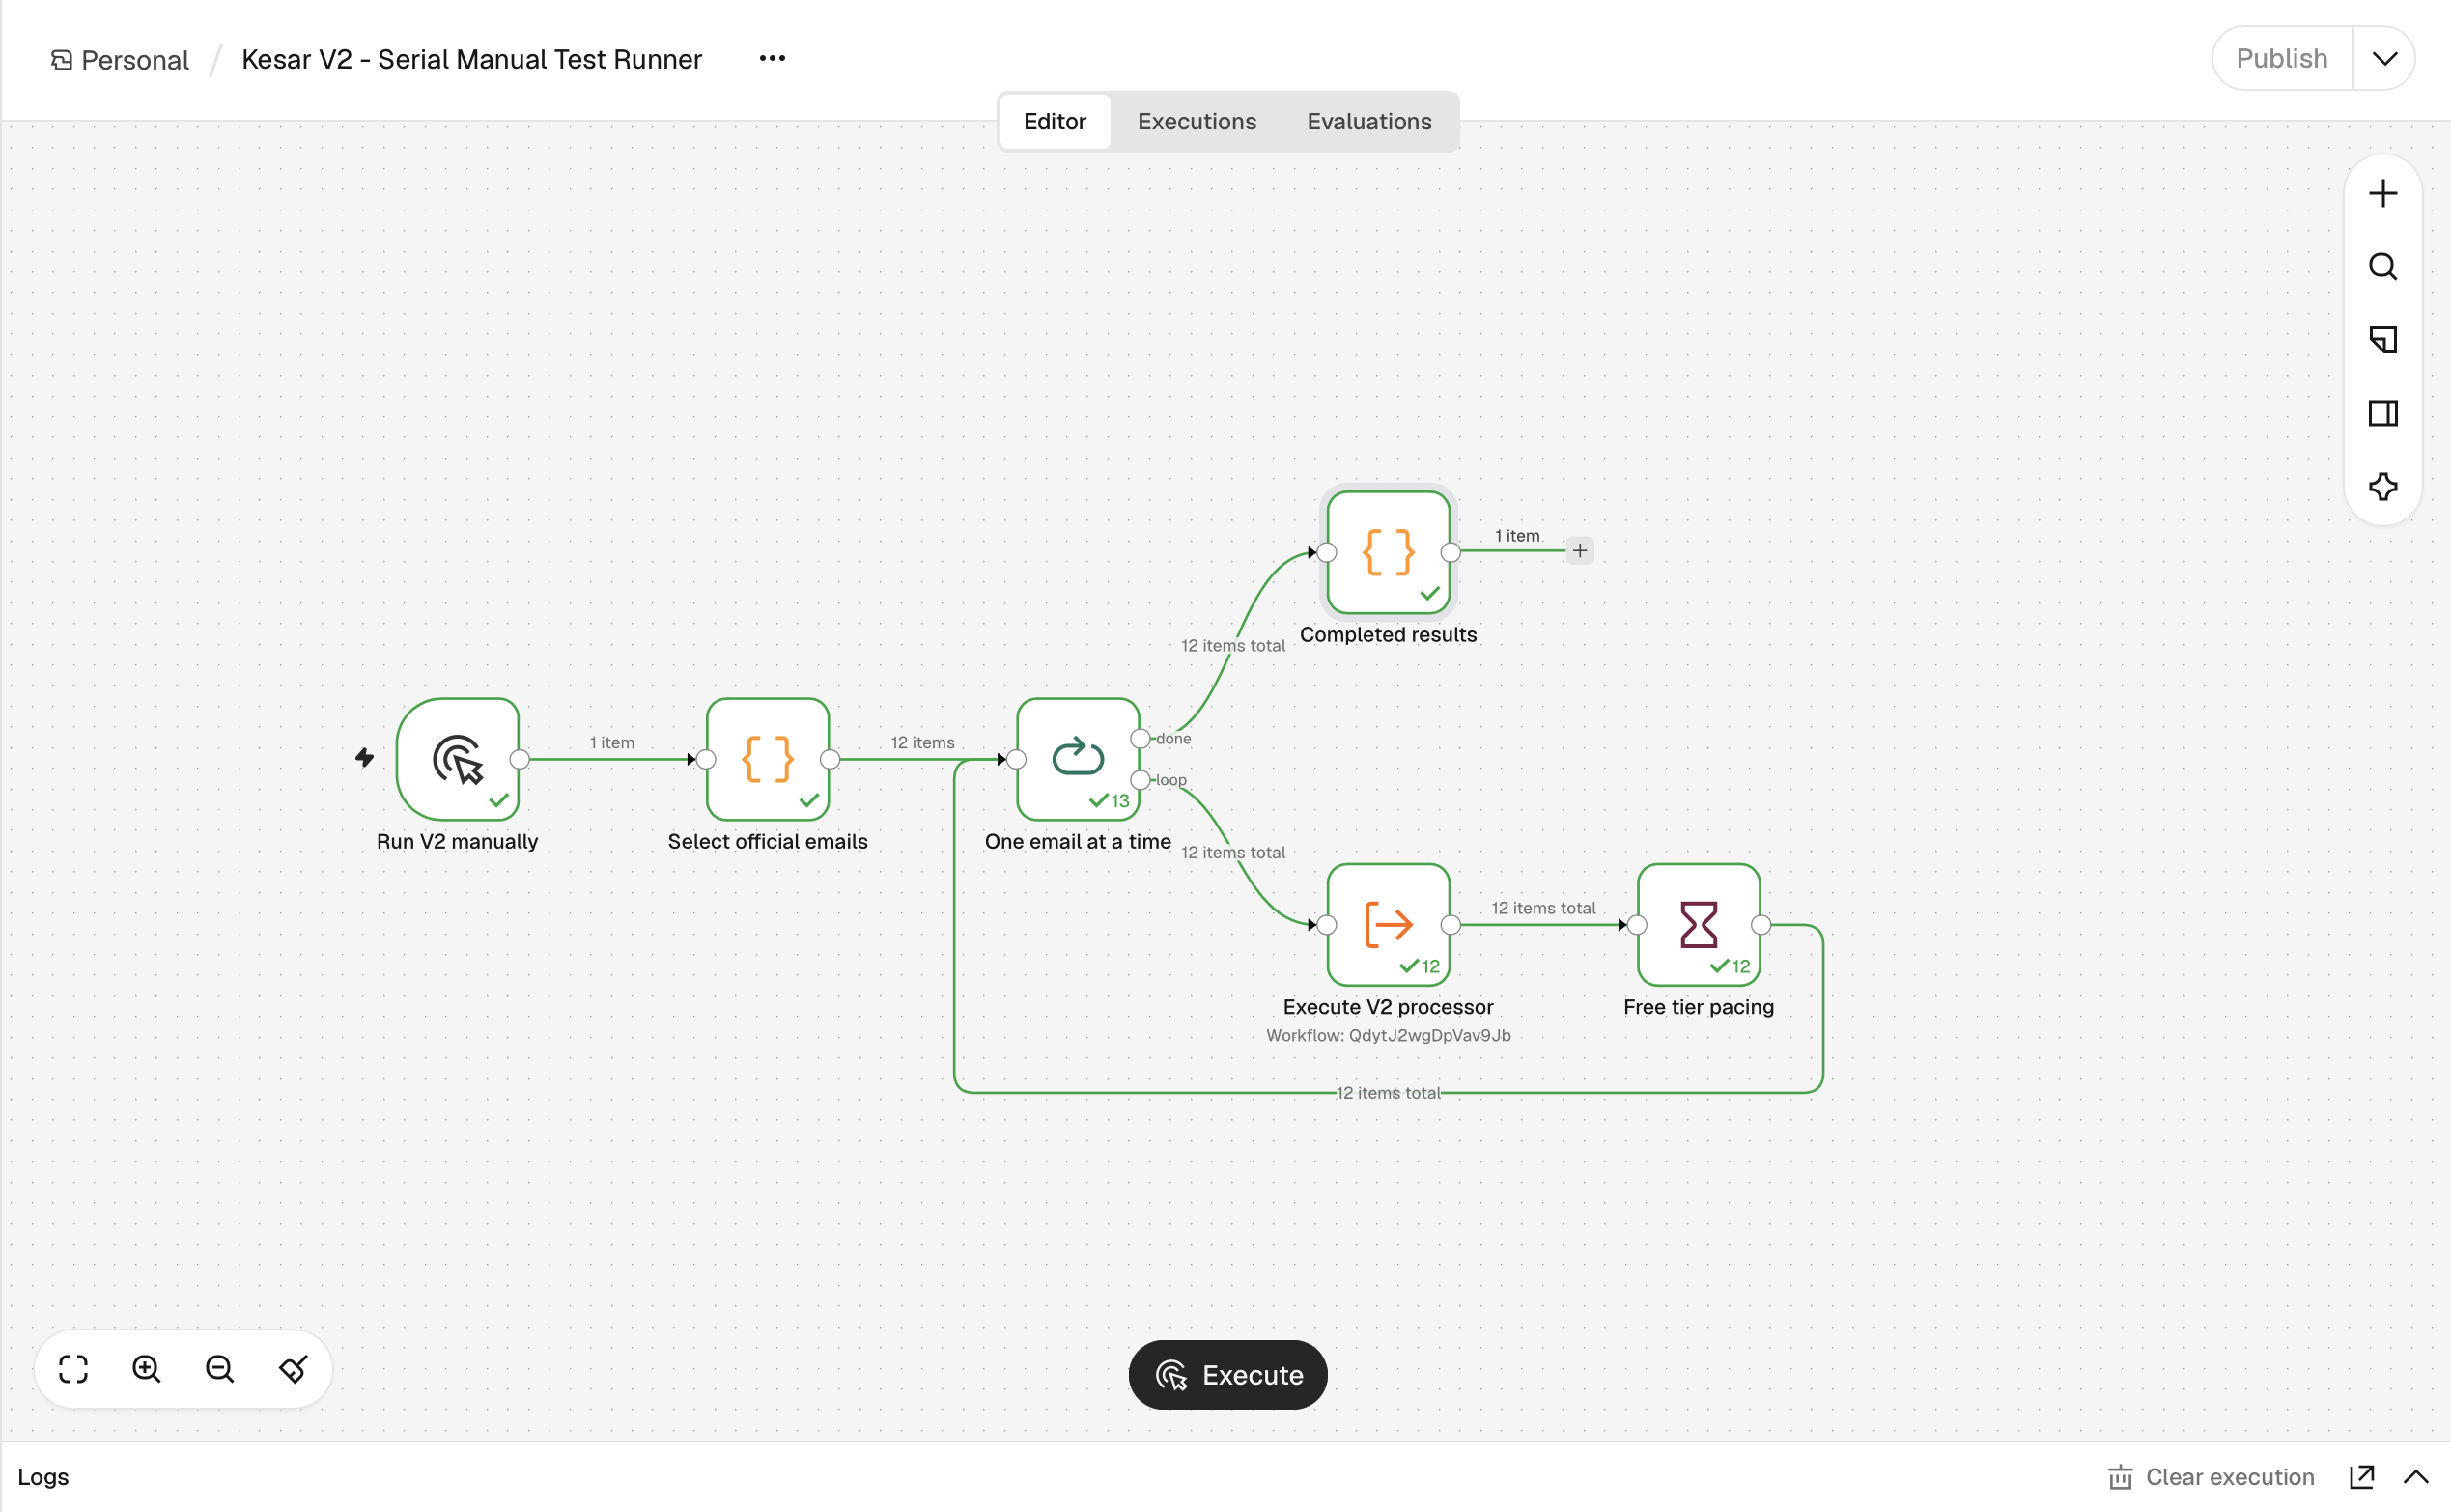 Personal / Kesar V2 - Serial Manual Test Runner
Publish
Editor Executions Evaluations
1 item
Completed results
12 items total
done
loop
1 item
12 items
13
Run V2 manually
Select official emails
One email at a time
12 items total
12 items total
12
12
Execute V2 processor
Workflow: QdytJ2wgDpVav9Jb
Free tier pacing
12 items total
Execute
Logs
Clear execution